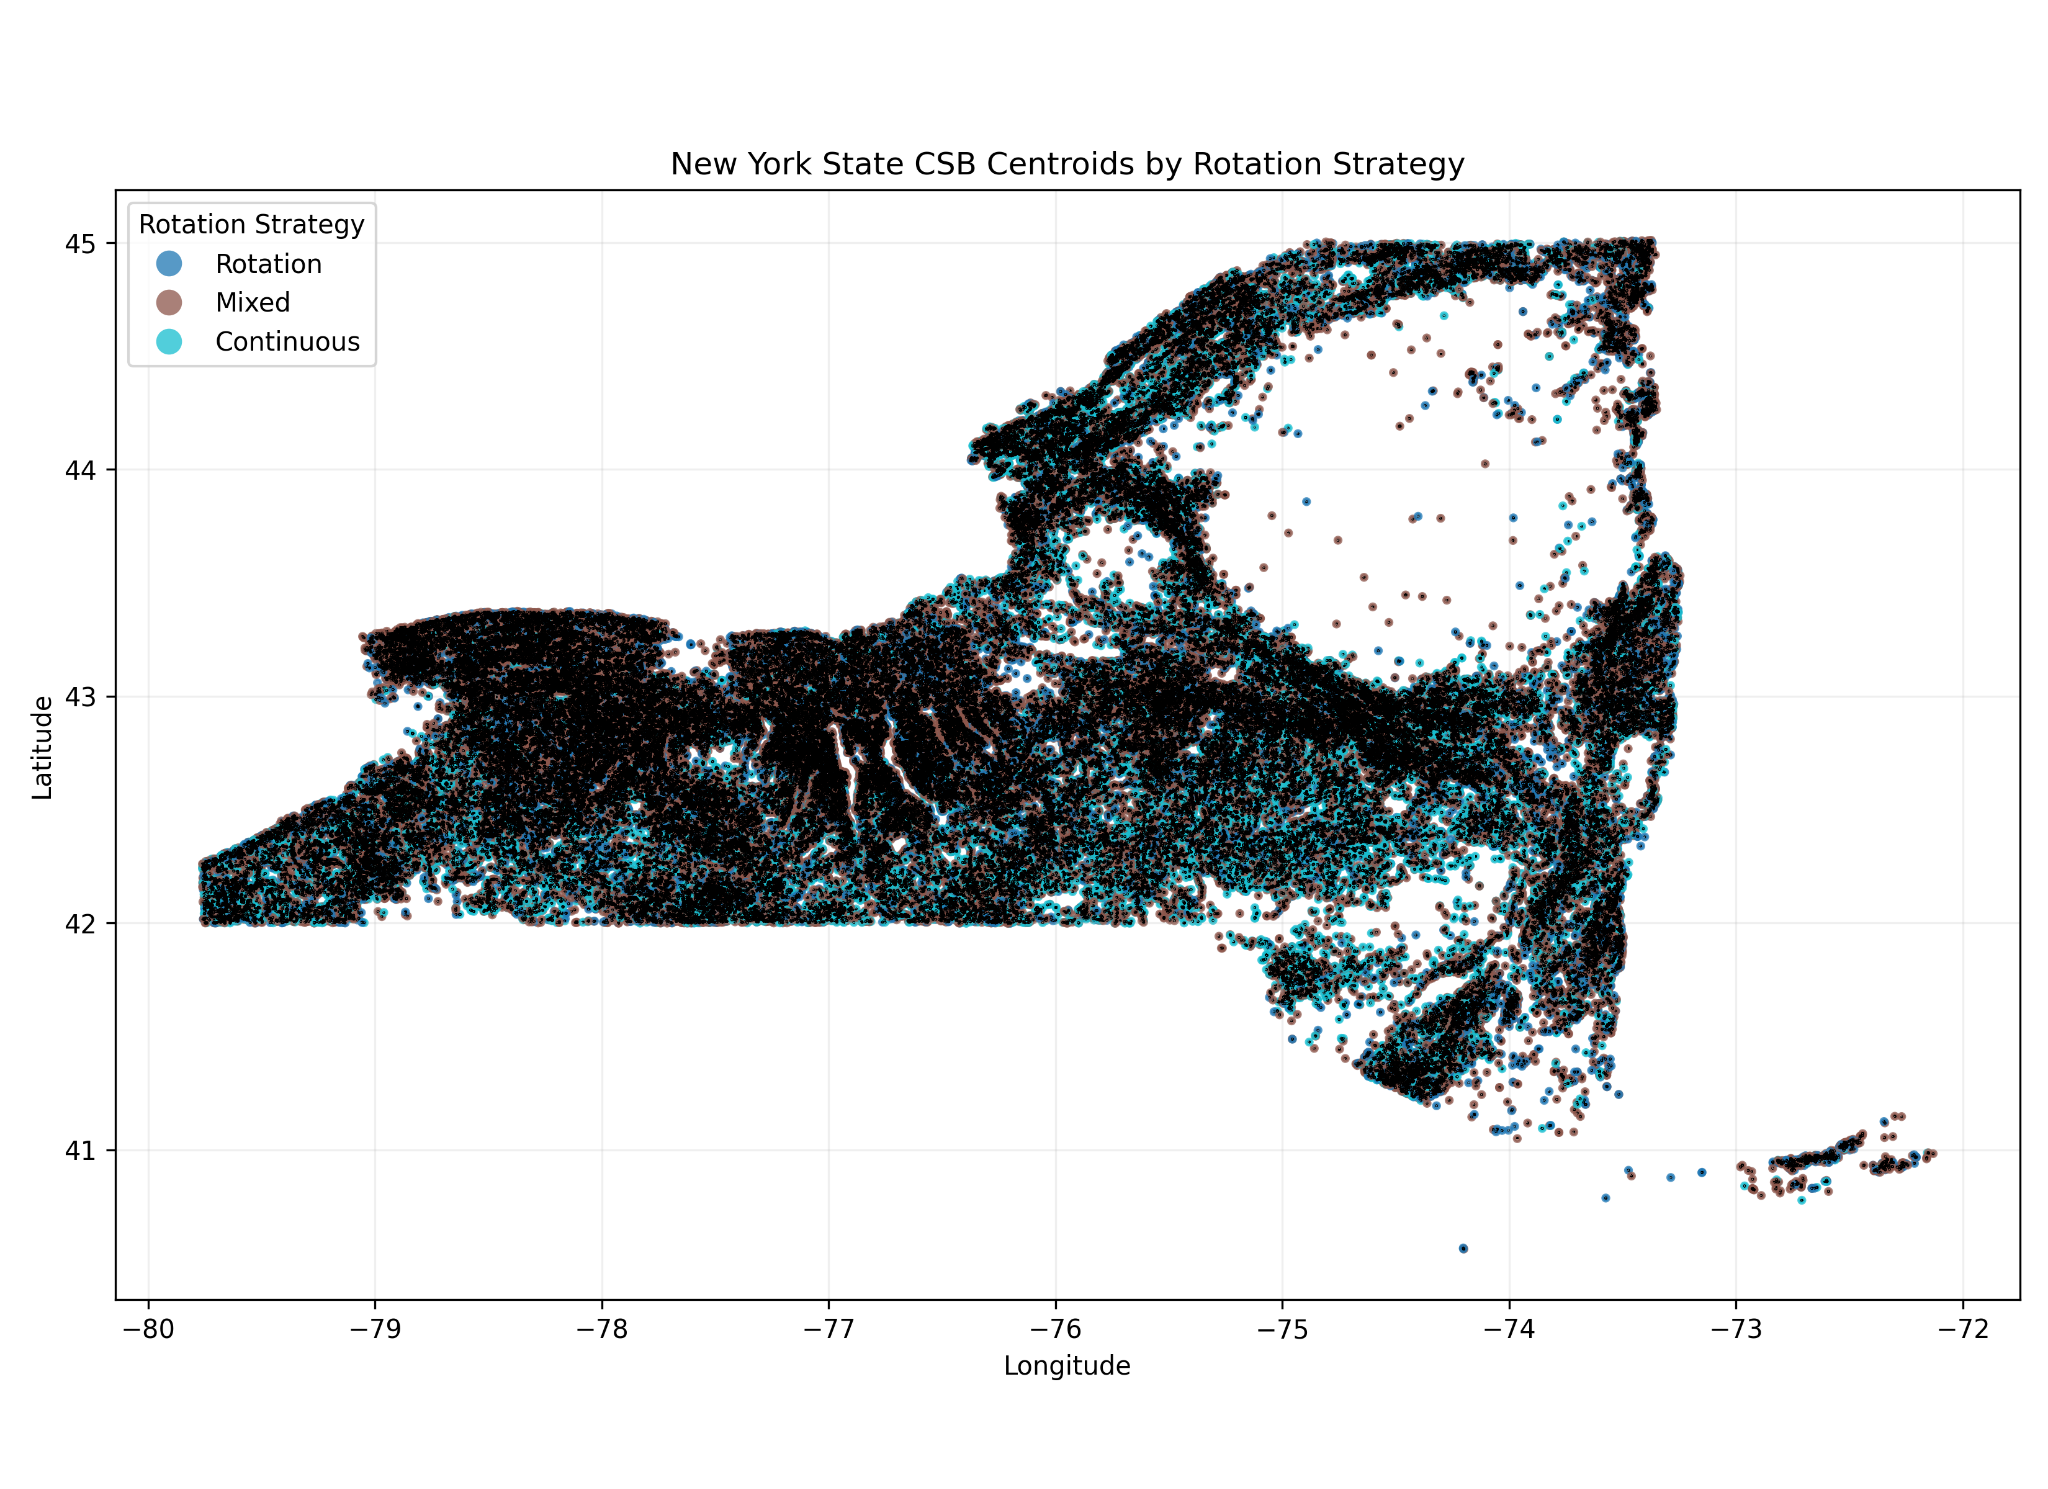 New York State CSB Centroids by Rotation Strategy
Rotation Strategy
Rotation
Mixed
Continuous
45
44
43
42
41
Latitude
−80 −79 −78 −77 −76 −75 −74 −73 −72
Longitude